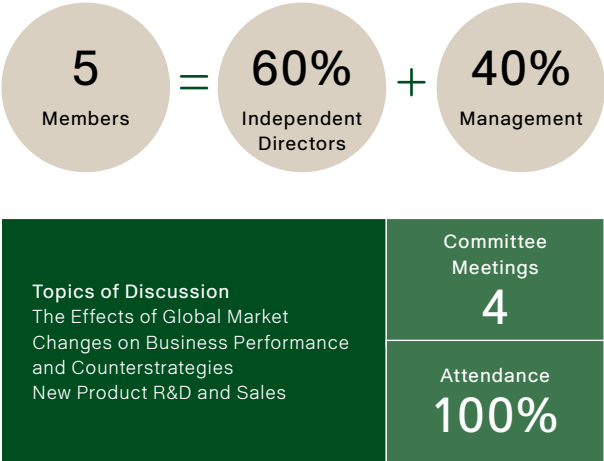 5
Members
=
60%
Independent
Directors
+
40%
Management
Topics of Discussion
The Effects of Global Market
Changes on Business Performance
and Counterstrategies
New Product R&D and Sales
Committee
Meetings
4
Attendance
100%